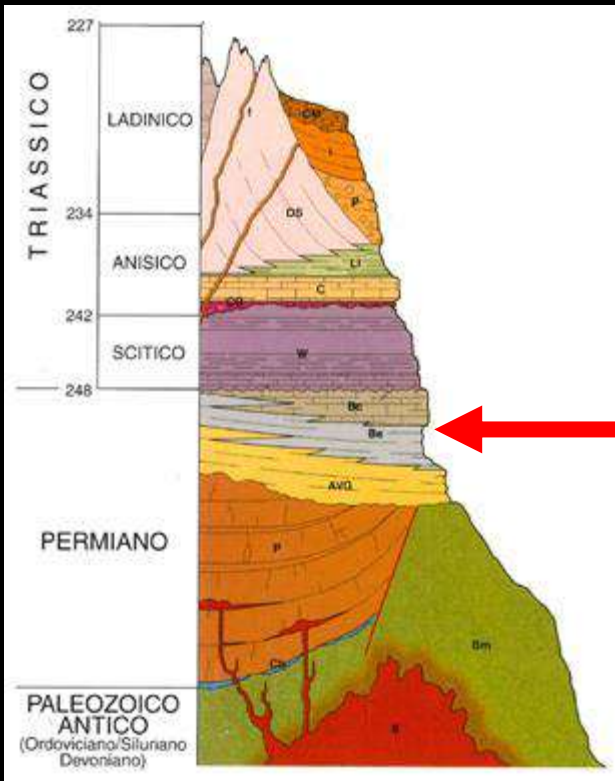 TRIASSICO
227
LADINICO
234
ANISICO
242
SCITICO
248
PERMIANO
PALEOZOICO
ANTICO
(Ordoviciano/Siluriano
Devoniano)
f
DS
P
LI
C
W
Bc
Be
AVG
P
Bm